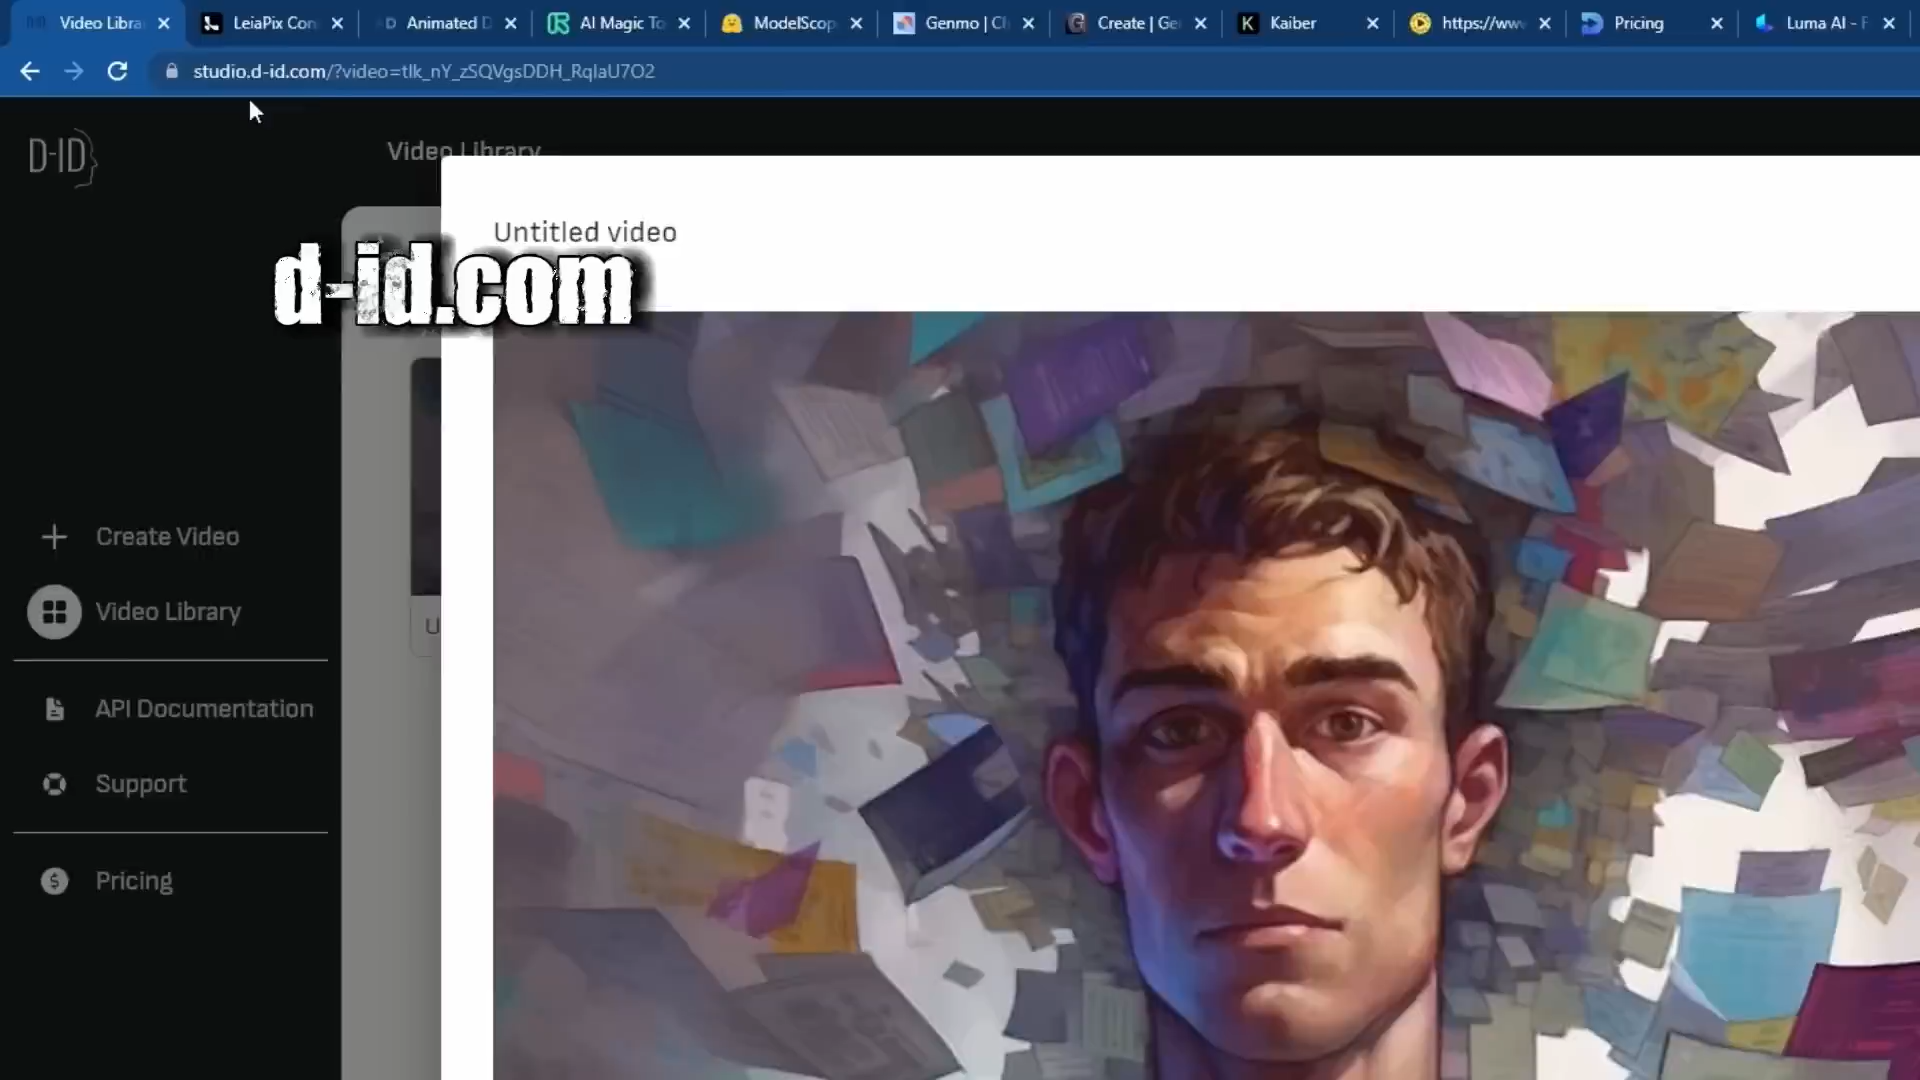 Video Libra
LeiaPix Con
Animated D
AI Magic To
ModelScop
Genmo | Ch
Create | Ge
Kaiber
https://www
Pricing
Luma AI - F
studio.d-id.com/?video=tlk_nY_zSQVgsDDH_RqlaU7O2
D-ID
Video Library
Untitled video
d-id.com
Create Video
Video Library
U
API Documentation
Support
Pricing